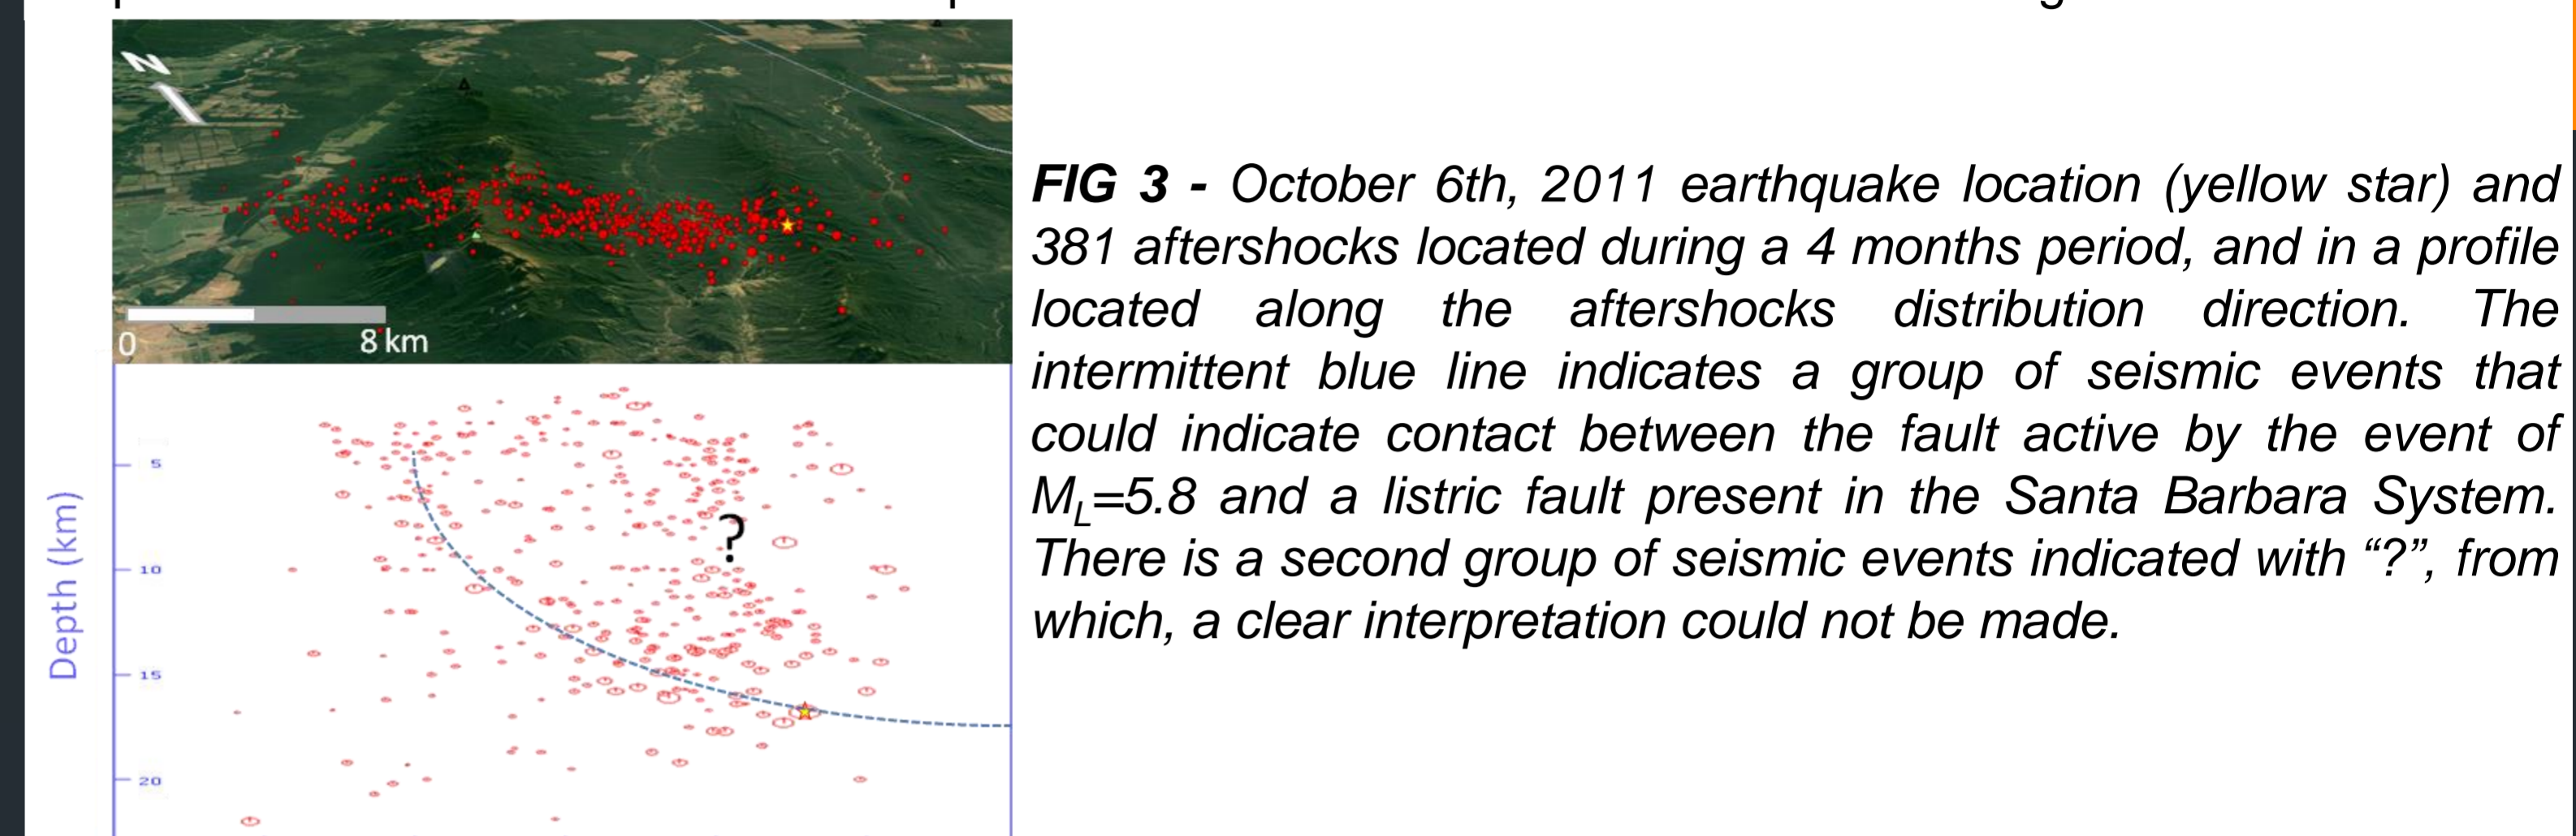 N
0
8 km
Depth (km)
5
10
?
15
20
FIG 3 - October 6th, 2011 earthquake location (yellow star) and
381 aftershocks located during a 4 months period, and in a profile
located along the aftershocks distribution direction. The
intermittent blue line indicates a group of seismic events that
could indicate contact between the fault active by the event of
ML=5.8 and a listric fault present in the Santa Barbara System.
There is a second group of seismic events indicated with “?”, from
which, a clear interpretation could not be made.